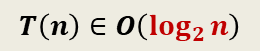 T(n) ∈ O(log₂ n)